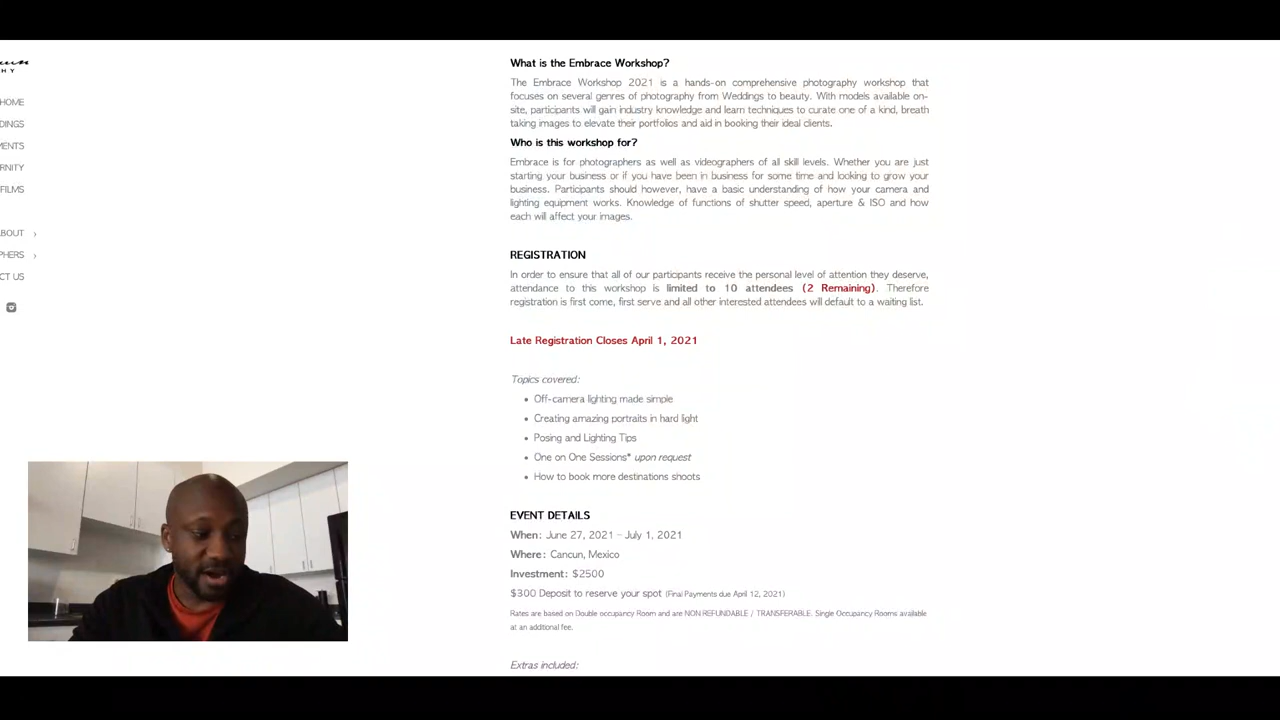 HY
HOME
DINGS
MENTS
RNITY
FILMS
BOUT ›
PHERS ›
CT US
What is the Embrace Workshop?
The Embrace Workshop 2021 is a hands-on comprehensive photography workshop that
focuses on several genres of photography from Weddings to beauty. With models available on-
site, participants will gain industry knowledge and learn techniques to curate one of a kind, breath
taking images to elevate their portfolios and aid in booking their ideal clients.
Who is this workshop for?
Embrace is for photographers as well as videographers of all skill levels. Whether you are just
starting your business or if you have been in business for some time and looking to grow your
business. Participants should however, have a basic understanding of how your camera and
lighting equipment works. Knowledge of functions of shutter speed, aperture & ISO and how
each will affect your images.
REGISTRATION
In order to ensure that all of our participants receive the personal level of attention they deserve,
attendance to this workshop is limited to 10 attendees (2 Remaining). Therefore
registration is first come, first serve and all other interested attendees will default to a waiting list.
Late Registration Closes April 1, 2021
Topics covered:
• Off-camera lighting made simple
• Creating amazing portraits in hard light
• Posing and Lighting Tips
• One on One Sessions* upon request
• How to book more destinations shoots
EVENT DETAILS
When: June 27, 2021 – July 1, 2021
Where: Cancun, Mexico
Investment: $2500
$300 Deposit to reserve your spot (Final Payments due April 12, 2021)
Rates are based on Double occupancy Room and are NON REFUNDABLE / TRANSFERABLE. Single Occupancy Rooms available
at an additonal fee.
Extras included: